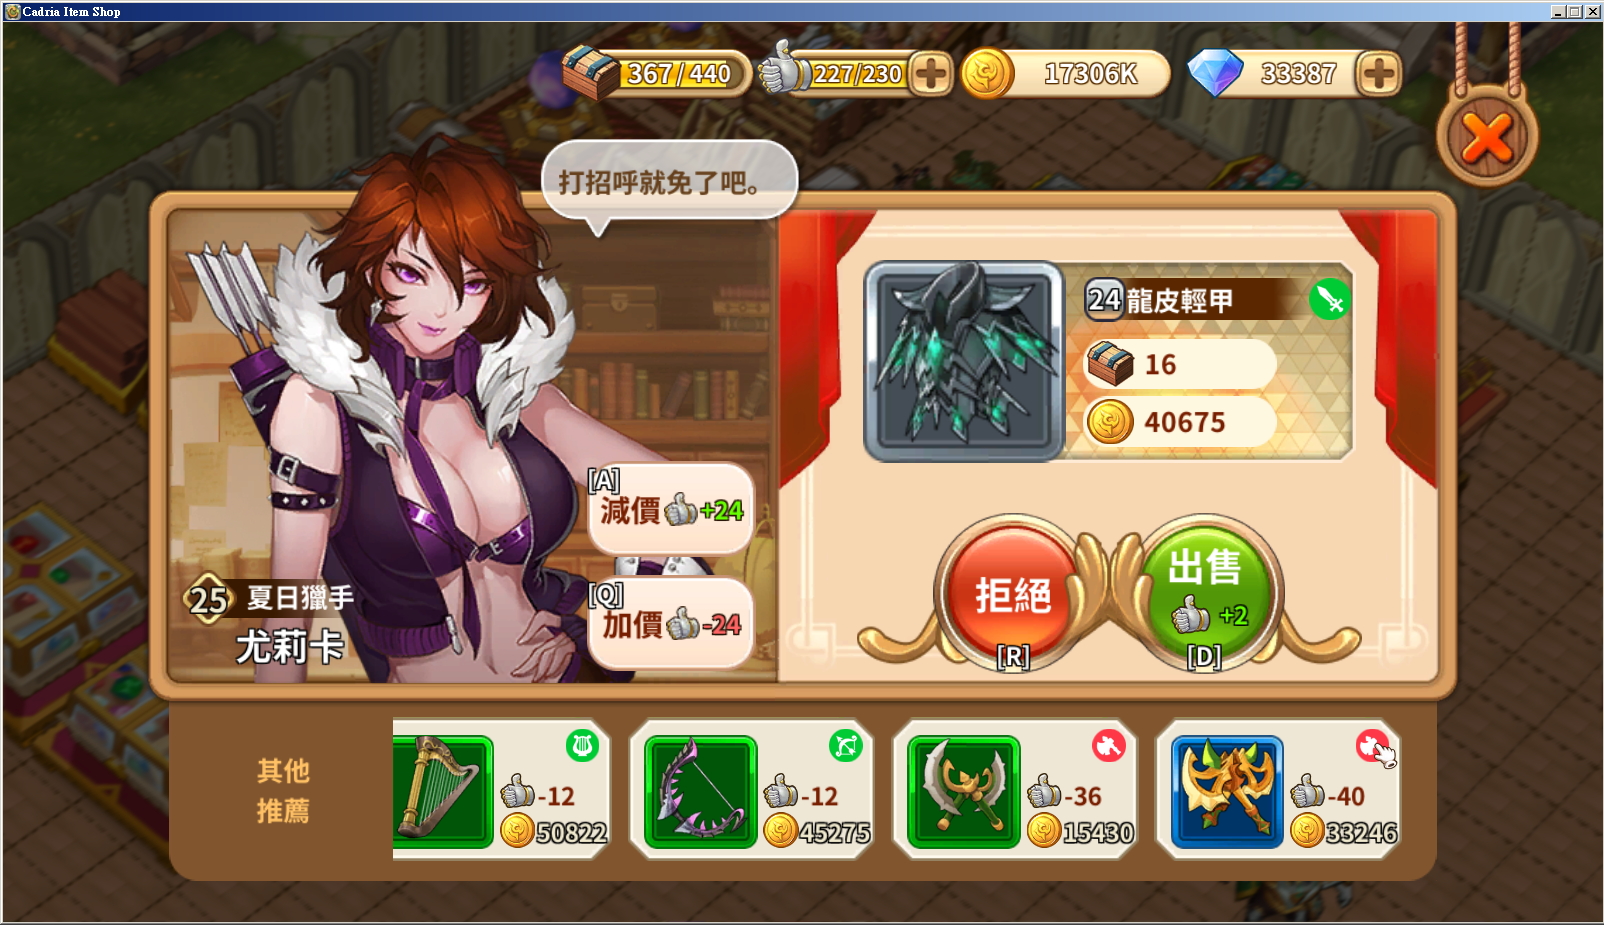 Cadria Item Shop
367/440
227/230
17306K
33387
打招呼就免了吧。
24 龍皮輕甲
16
40675
[A]
減價 +24
[Q]
加價 -24
25 夏日獵手
尤莉卡
拒絕
[R]
出售
+2
[D]
其他
推薦
-12
50822
-12
45275
-36
15430
-40
33246